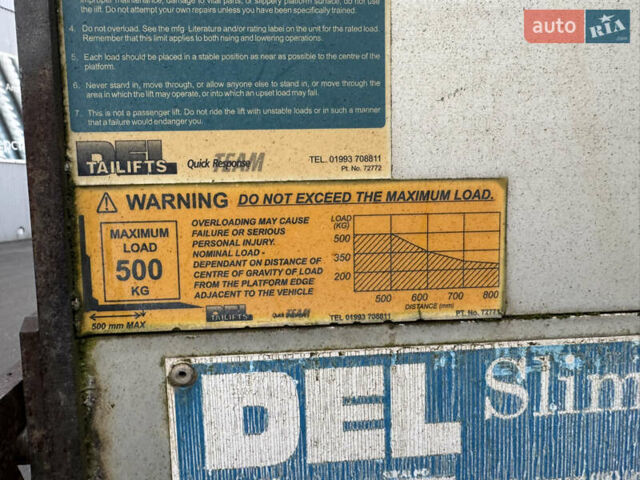 improper maintenance, damage to vital parts, or slippery platform surface, do not use
the lift. Do not attempt your own repairs unless you are specifically trained.
4. Do not overload. See the mfg Literature and/or rating label on the unit for the rated load.
Remember that this limit applies to both rising and lowering operations.
5. Each load should be placed in a stable position as near as possible to the centre of the
platform.
6. Never stand in, move through, or allow anyone else to stand in, or move through the
area in which the lift may operate, or into which an upset load may fall.
7. This is not a passenger lift. Do not ride the lift with unstable loads or in such a manner
that a failure would endanger you.
DEL
TAILIFTS
Quick Response TEAM
TEL. 01993 708811
Pt. No. 72772
WARNING DO NOT EXCEED THE MAXIMUM LOAD.
MAXIMUM
LOAD
500
KG
500 mm MAX
OVERLOADING MAY CAUSE
FAILURE OR SERIOUS
PERSONAL INJURY.
NOMINAL LOAD -
DEPENDANT ON DISTANCE OF
CENTRE OF GRAVITY OF LOAD
FROM THE PLATFORM EDGE
ADJACENT TO THE VEHICLE
LOAD
(KG)
500
350
200
500 600 700 800
DISTANCE (mm)
DEL
TAILIFTS
Quick TEAM
TEL 01993 708811
PT. No. 72771
DEL Slim
auto RIA
.com